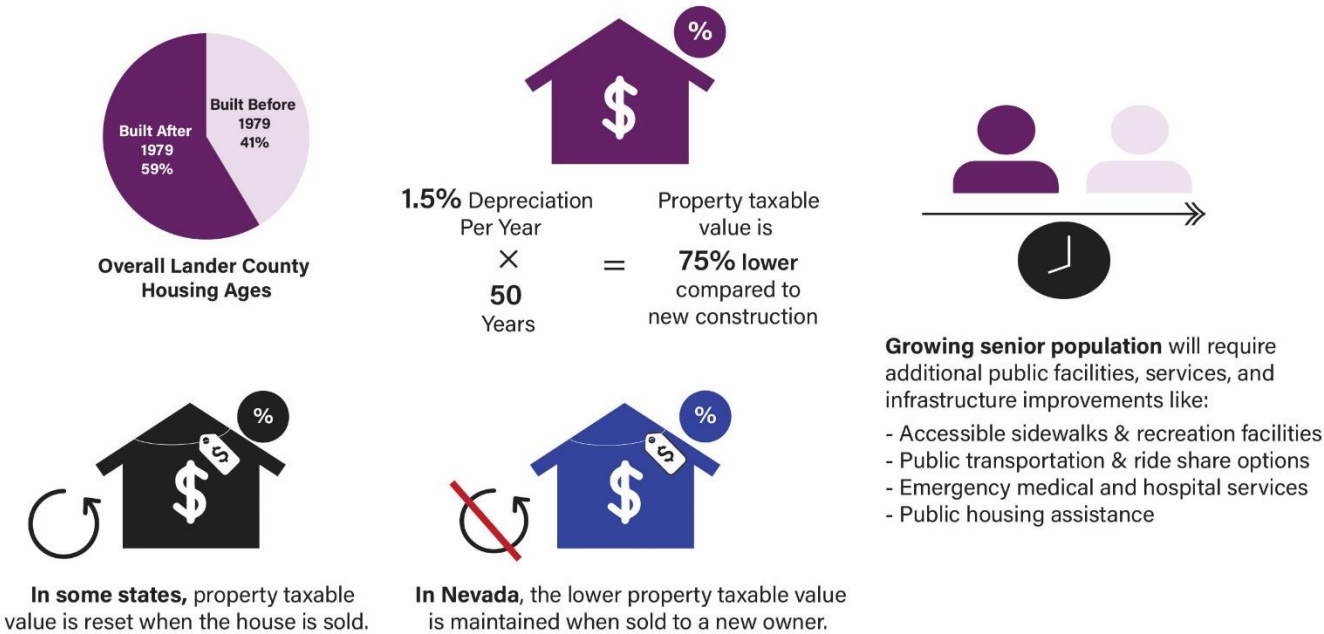 Built After
1979
59%
Built Before
1979
41%
Overall Lander County
Housing Ages
%
$
1.5% Depreciation
Per Year
×
50
Years
=
Property taxable
value is
75% lower
compared to
new construction
%
$
$
In some states, property taxable
value is reset when the house is sold.
%
$
$
In Nevada, the lower property taxable value
is maintained when sold to a new owner.
Growing senior population will require
additional public facilities, services, and
infrastructure improvements like:
- Accessible sidewalks & recreation facilities
- Public transportation & ride share options
- Emergency medical and hospital services
- Public housing assistance